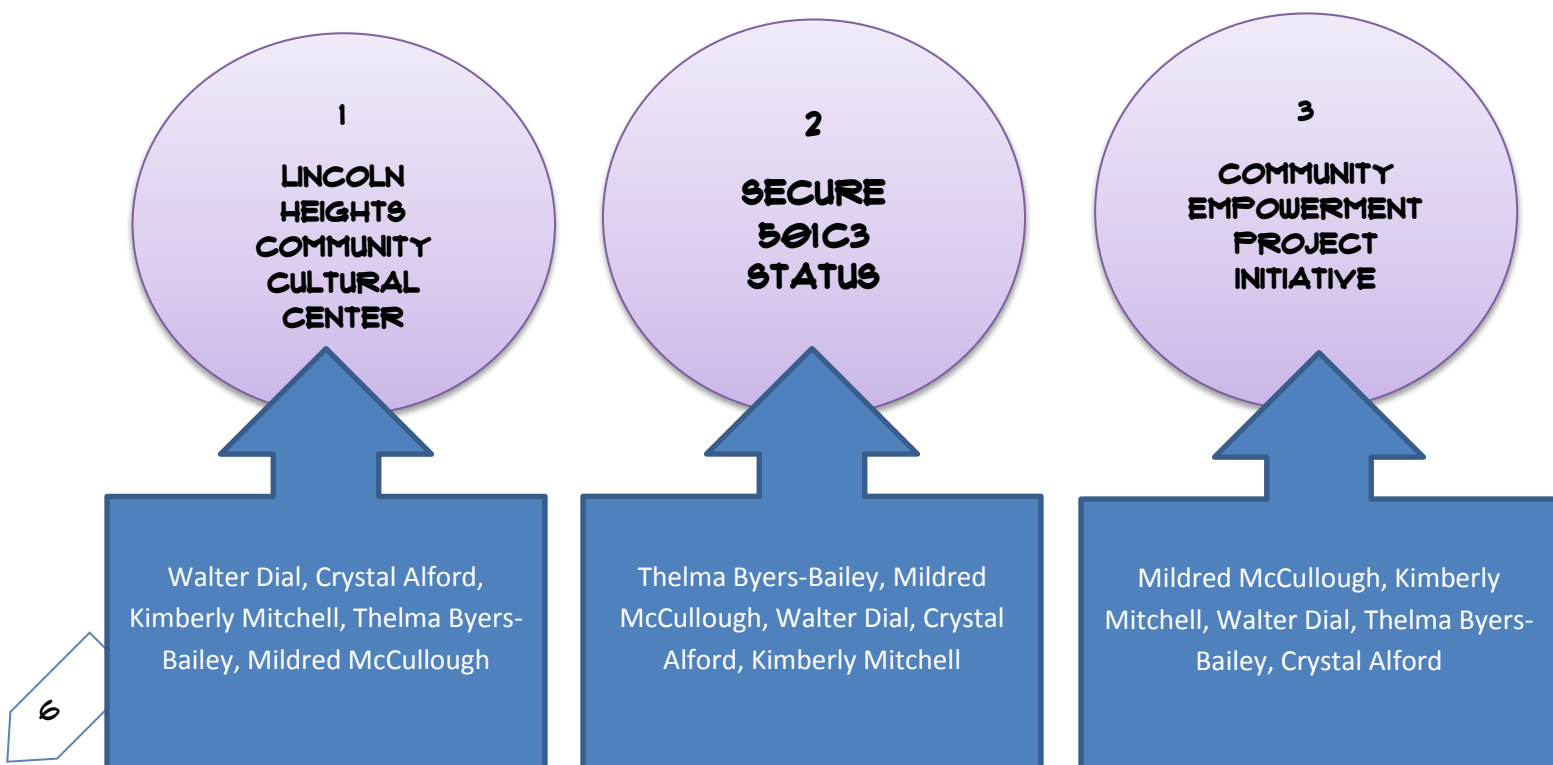 1
LINCOLN
HEIGHTS
COMMUNITY
CULTURAL
CENTER
2
SECURE
501C3
STATUS
3
COMMUNITY
EMPOWERMENT
PROJECT
INITIATIVE
Walter Dial, Crystal Alford,
Kimberly Mitchell, Thelma Byers-
Bailey, Mildred McCullough
Thelma Byers-Bailey, Mildred
McCullough, Walter Dial, Crystal
Alford, Kimberly Mitchell
Mildred McCullough, Kimberly
Mitchell, Walter Dial, Thelma Byers-
Bailey, Crystal Alford
6